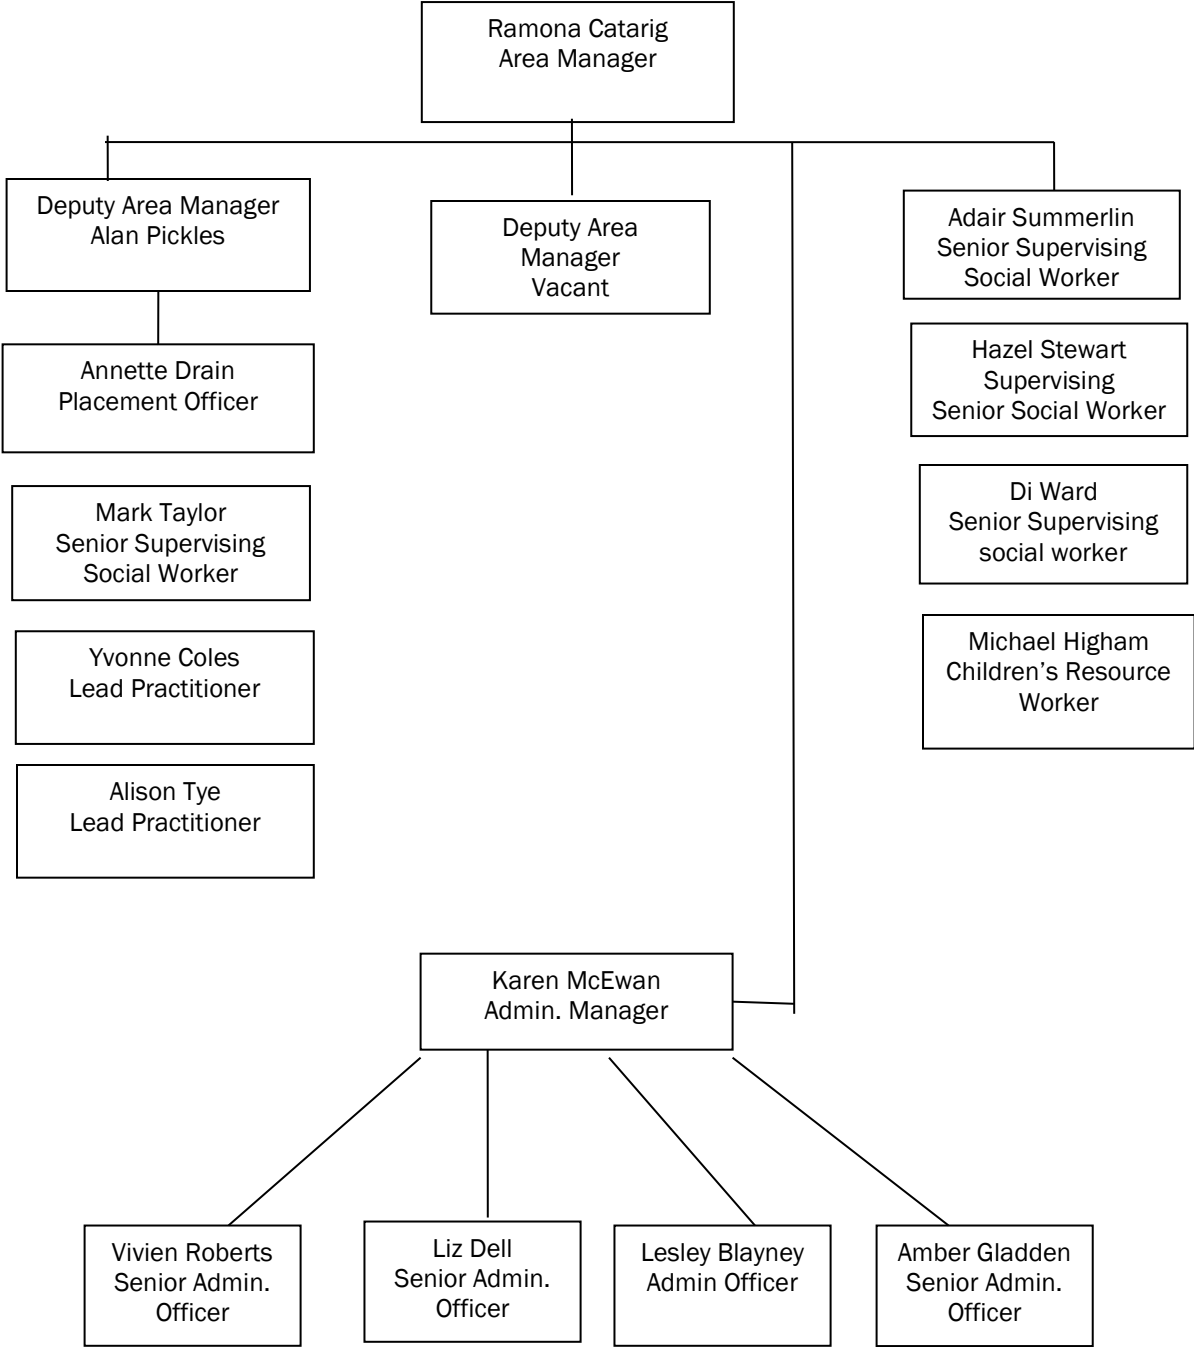 Ramona Catarig
Area Manager
Deputy Area Manager
Alan Pickles
Deputy Area
Manager
Vacant
Adair Summerlin
Senior Supervising
Social Worker
Annette Drain
Placement Officer
Hazel Stewart
Supervising
Senior Social Worker
Mark Taylor
Senior Supervising
Social Worker
Di Ward
Senior Supervising
social worker
Yvonne Coles
Lead Practitioner
Michael Higham
Children’s Resource
Worker
Alison Tye
Lead Practitioner
Karen McEwan
Admin. Manager
Vivien Roberts
Senior Admin.
Officer
Liz Dell
Senior Admin.
Officer
Lesley Blayney
Admin Officer
Amber Gladden
Senior Admin.
Officer